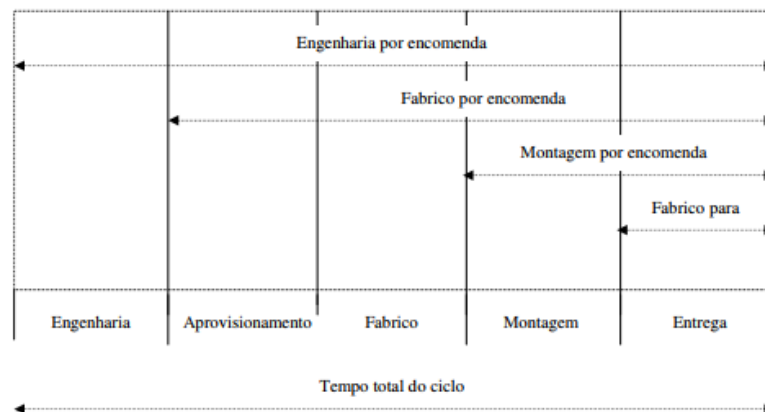 Engenharia por encomenda
Fabrico por encomenda
Montagem por encomenda
Fabrico para
Engenharia Aprovisionamento Fabrico Montagem Entrega
Tempo total do ciclo